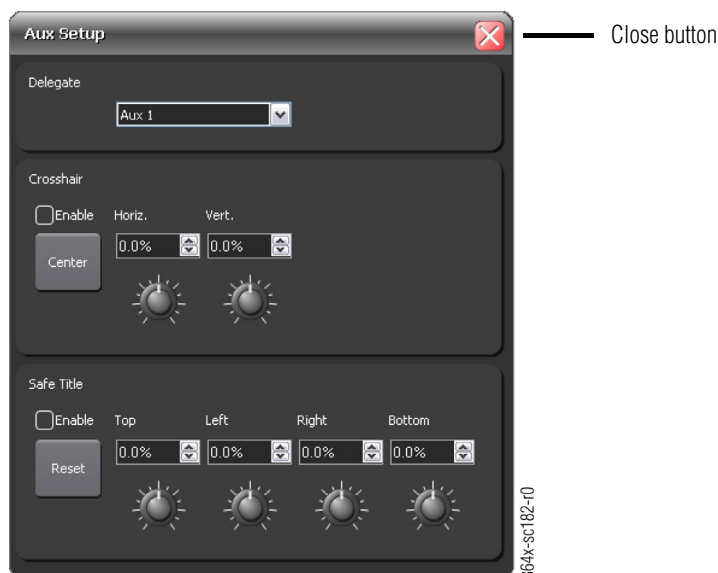 Aux Setup
Close button
Delegate
Aux 1
Crosshair
Enable Horiz. Vert.
0.0% 0.0%
Center
Safe Title
Enable Top Left Right Bottom
0.0% 0.0% 0.0% 0.0%
Reset
864x-sc182-r0